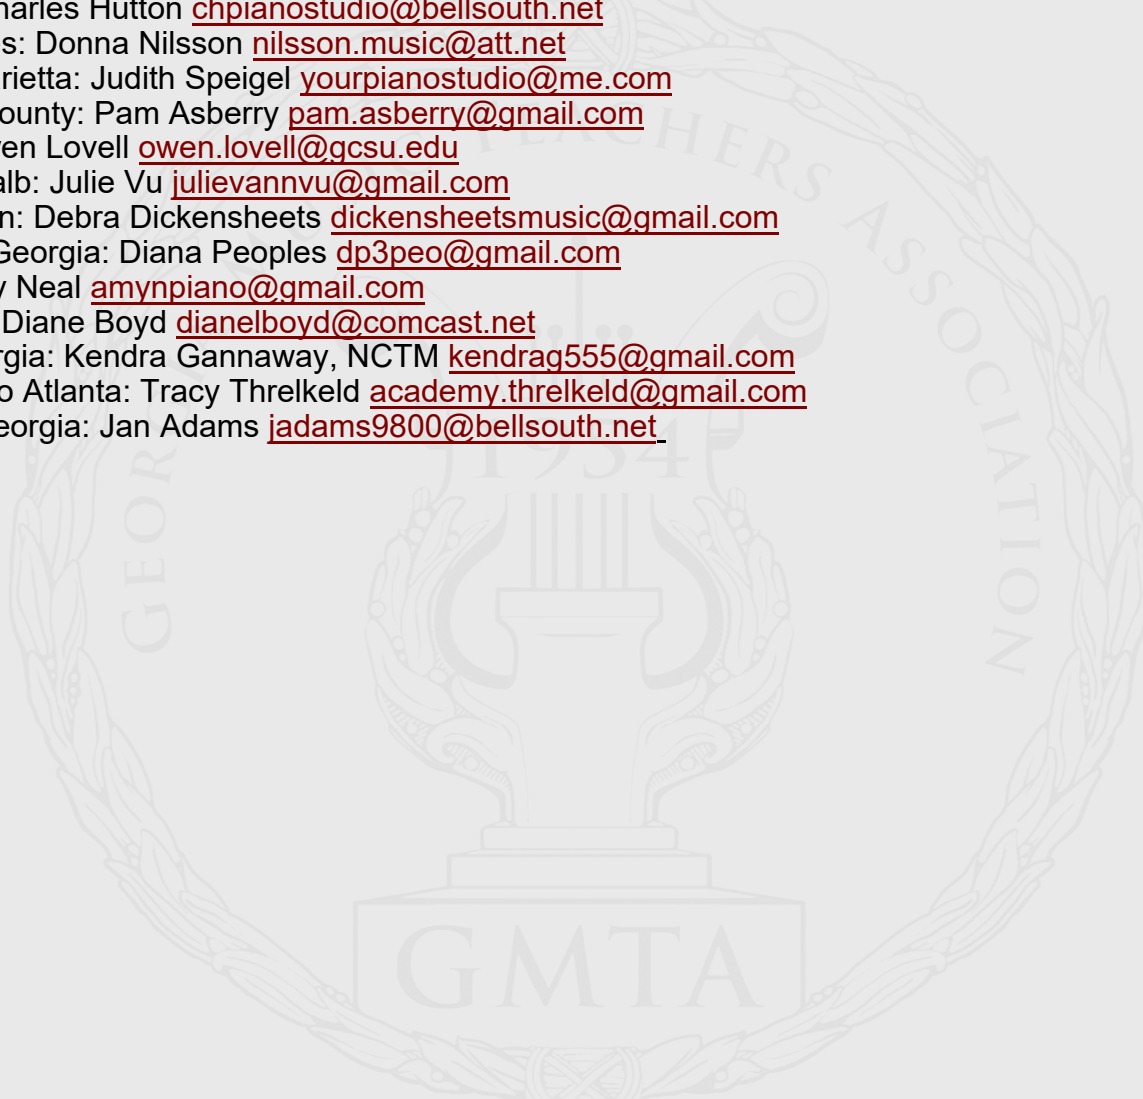 harles Hutton chpianostudio@bellsouth.net
s: Donna Nilsson nilsson.music@att.net
rietta: Judith Speigel yourpianostudio@me.com
ounty: Pam Asberry pam.asberry@gmail.com
en Lovell owen.lovell@gcsu.edu
alb: Julie Vu julievannvu@gmail.com
n: Debra Dickensheets dickensheetsmusic@gmail.com
Georgia: Diana Peoples dp3peo@gmail.com
y Neal amynpiano@gmail.com
Diane Boyd dianelboyd@comcast.net
rgia: Kendra Gannaway, NCTM kendrag555@gmail.com
o Atlanta: Tracy Threlkeld academy.threlkeld@gmail.com
eorgia: Jan Adams jadams9800@bellsouth.net
TEACHERS ASSOCIATION
1934
GMTA